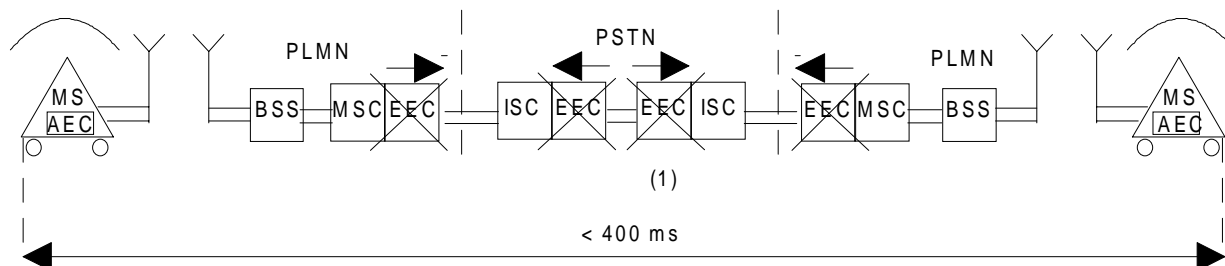 PLMN PSTN PLMN
MS AEC BSS MSC EEC ISC EEC EEC ISC EEC MSC BSS MS AEC
(1)
< 400 ms